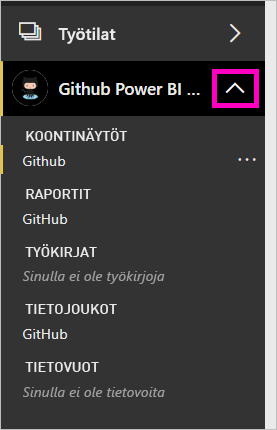 Työtilat
Github Power BI ...
KOONTINÄYTÖT
Github
RAPORTIT
GitHub
TYÖKIRJAT
Sinulla ei ole työkirjoja
TIETOJOUKOT
GitHub
TIETOVUOT
Sinulla ei ole tietovoita